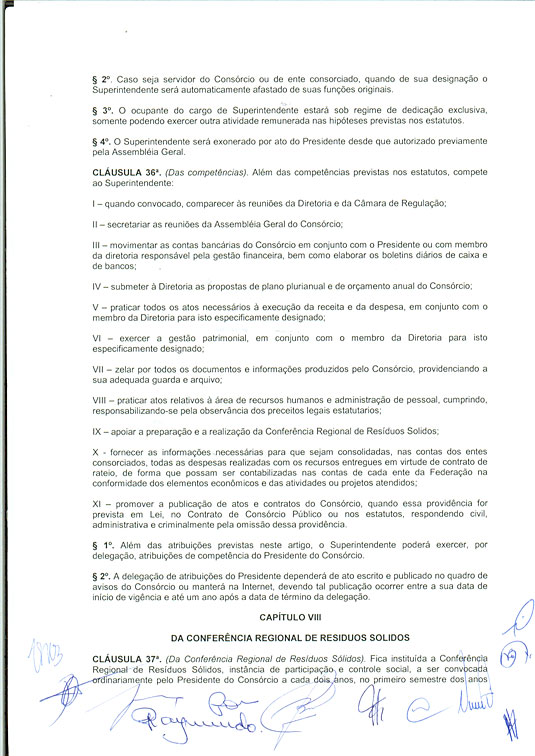 § 2º. Caso seja servidor do Consórcio ou de ente consorciado, quando de sua designação o
Superintendente será automaticamente afastado de suas funções originais.
§ 3º. O ocupante do cargo de Superintendente estará sob regime de dedicação exclusiva,
somente podendo exercer outra atividade remunerada nas hipóteses previstas nos estatutos.
§ 4º. O Superintendente será exonerado por ato do Presidente desde que autorizado previamente
pela Assembléia Geral.
CLÁUSULA 36ª. (Das competências). Além das competências previstas nos estatutos, compete
ao Superintendente:
I – quando convocado, comparecer às reuniões da Diretoria e da Câmara de Regulação;
II – secretariar as reuniões da Assembléia Geral do Consórcio;
III – movimentar as contas bancárias do Consórcio em conjunto com o Presidente ou com membro
da diretoria responsável pela gestão financeira, bem como elaborar os boletins diários de caixa e
de bancos;
IV – submeter à Diretoria as propostas de plano plurianual e de orçamento anual do Consórcio;
V – praticar todos os atos necessários à execução da receita e da despesa, em conjunto com o
membro da Diretoria para isto especificamente designado;
VI – exercer a gestão patrimonial, em conjunto com o membro da Diretoria para isto
especificamente designado;
VII – zelar por todos os documentos e informações produzidos pelo Consórcio, providenciando a
sua adequada guarda e arquivo;
VIII – praticar atos relativos à área de recursos humanos e administração de pessoal, cumprindo,
responsabilizando-se pela observância dos preceitos legais estatutários;
IX – apoiar a preparação e a realização da Conferência Regional de Resíduos Solidos;
X - fornecer as informações necessárias para que sejam consolidadas, nas contas dos entes
consorciados, todas as despesas realizadas com os recursos entregues em virtude de contrato de
rateio, de forma que possam ser contabilizadas nas contas de cada ente da Federação na
conformidade dos elementos econômicos e das atividades ou projetos atendidos;
XI – promover a publicação de atos e contratos do Consórcio, quando essa providência for
prevista em Lei, no Contrato de Consórcio Público ou nos estatutos, respondendo civil,
administrativa e criminalmente pela omissão dessa providência.
§ 1º. Além das atribuições previstas neste artigo, o Superintendente poderá exercer, por
delegação, atribuições de competência do Presidente do Consórcio.
§ 2º. A delegação de atribuições do Presidente dependerá de ato escrito e publicado no quadro de
avisos do Consórcio ou manterá na Internet, devendo tal publicação ocorrer entre a sua data de
início de vigência e até um ano após a data de término da delegação.
CAPÍTULO VIII
DA CONFERÊNCIA REGIONAL DE RESIDUOS SOLIDOS
CLÁUSULA 37ª. (Da Conferência Regional de Resíduos Sólidos). Fica instituída a Conferência
Regional de Resíduos Sólidos, instância de participação e controle social, a ser convocada
ordinariamente pelo Presidente do Consórcio a cada dois anos, no primeiro semestre dos anos
Raymundo